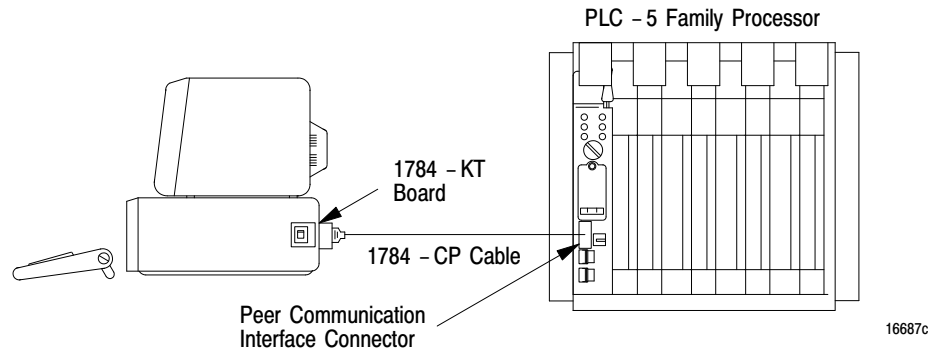 PLC – 5 Family Processor
1784 – KT
Board
1784 – CP Cable
Peer Communication
Interface Connector
16687c